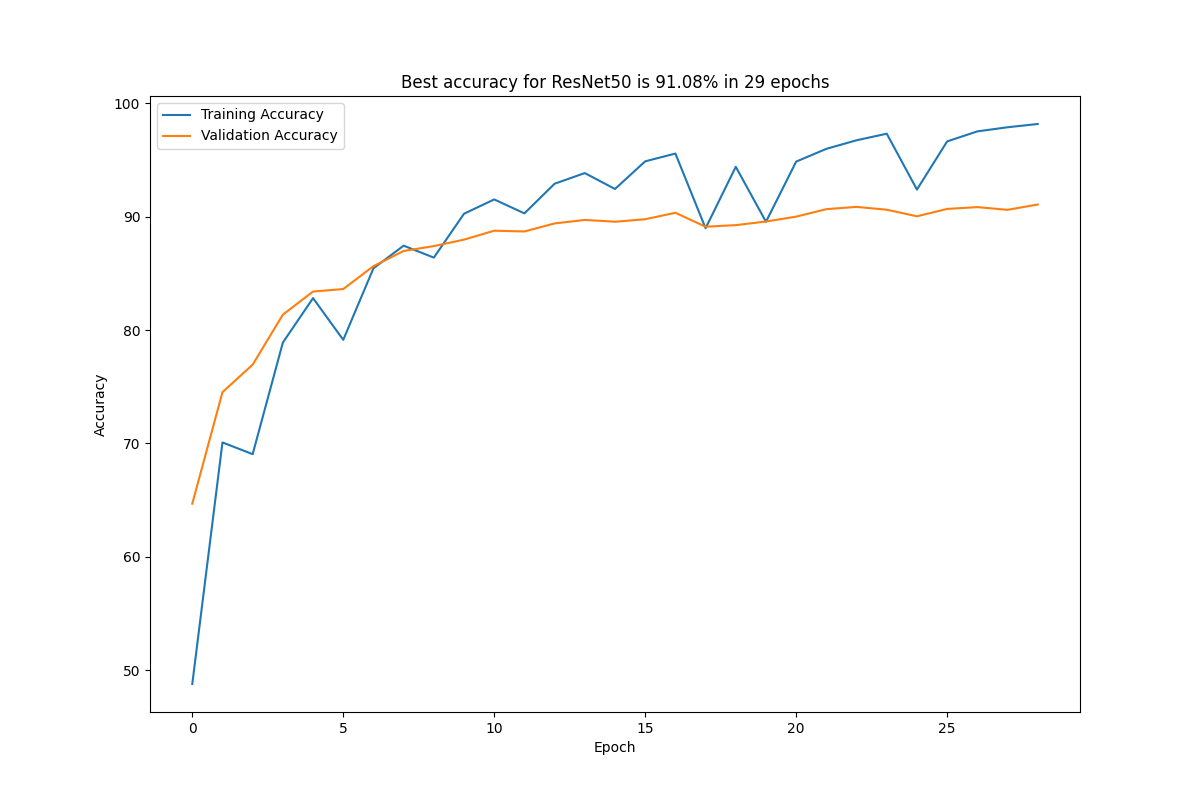 Best accuracy for ResNet50 is 91.08% in 29 epochs
Training Accuracy
Validation Accuracy
100
90
80
70
60
50
Accuracy
0 5 10 15 20 25
Epoch